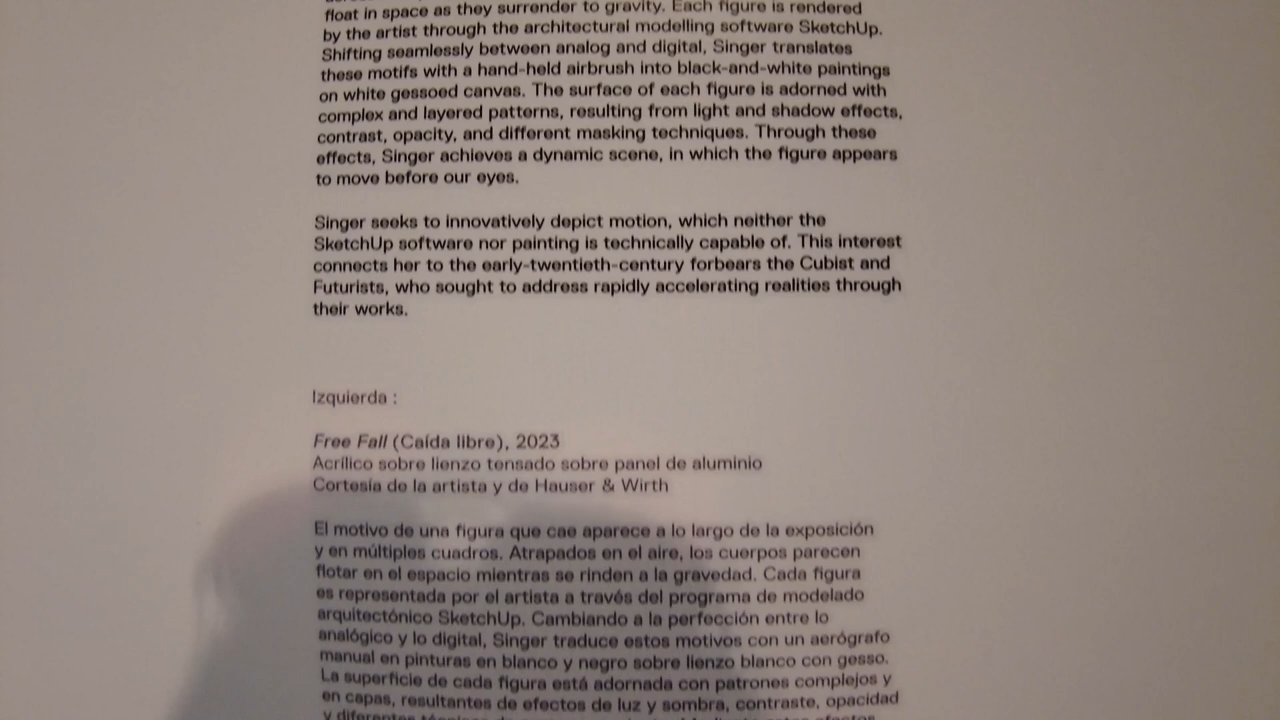 float in space as they surrender to gravity. Each figure is rendered
by the artist through the architectural modelling software SketchUp.
Shifting seamlessly between analog and digital, Singer translates
these motifs with a hand-held airbrush into black-and-white paintings
on white gessoed canvas. The surface of each figure is adorned with
complex and layered patterns, resulting from light and shadow effects,
contrast, opacity, and different masking techniques. Through these
effects, Singer achieves a dynamic scene, in which the figure appears
to move before our eyes.
Singer seeks to innovatively depict motion, which neither the
SketchUp software nor painting is technically capable of. This interest
connects her to the early-twentieth-century forbears the Cubist and
Futurists, who sought to address rapidly accelerating realities through
their works.
Izquierda :
Free Fall (Caída libre), 2023
Acrílico sobre lienzo tensado sobre panel de aluminio
Cortesía de la artista y de Hauser & Wirth
El motivo de una figura que cae aparece a lo largo de la exposición
y en múltiples cuadros. Atrapados en el aire, los cuerpos parecen
flotar en el espacio mientras se rinden a la gravedad. Cada figura
es representada por el artista a través del programa de modelado
arquitectónico SketchUp. Cambiando a la perfección entre lo
analógico y lo digital, Singer traduce estos motivos con un aerógrafo
manual en pinturas en blanco y negro sobre lienzo blanco con gesso.
La superficie de cada figura está adornada con patrones complejos y
en capas, resultantes de efectos de luz y sombra, contraste, opacidad